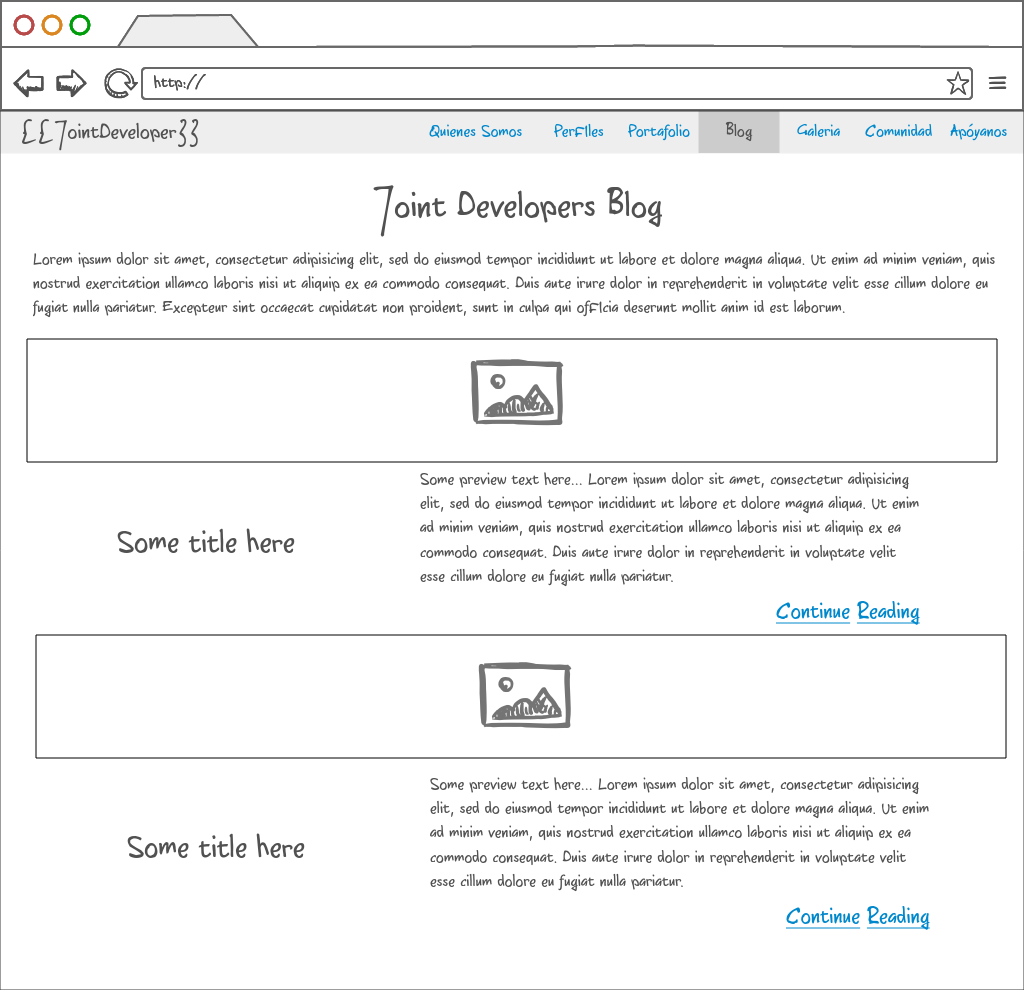 http://
{{JointDeveloper}}
Quienes Somos Perfiles Portafolio Blog Galeria Comunidad Apóyanos
Joint Developers Blog
Lorem ipsum dolor sit amet, consectetur adipisicing elit, sed do eiusmod tempor incididunt ut labore et dolore magna aliqua. Ut enim ad minim veniam, quis
nostrud exercitation ullamco laboris nisi ut aliquip ex ea commodo consequat. Duis aute irure dolor in reprehenderit in voluptate velit esse cillum dolore eu
fugiat nulla pariatur. Excepteur sint occaecat cupidatat non proident, sunt in culpa qui officia deserunt mollit anim id est laborum.
Some title here
Some preview text here... Lorem ipsum dolor sit amet, consectetur adipisicing
elit, sed do eiusmod tempor incididunt ut labore et dolore magna aliqua. Ut enim
ad minim veniam, quis nostrud exercitation ullamco laboris nisi ut aliquip ex ea
commodo consequat. Duis aute irure dolor in reprehenderit in voluptate velit
esse cillum dolore eu fugiat nulla pariatur.
Continue Reading
Some title here
Some preview text here... Lorem ipsum dolor sit amet, consectetur adipisicing
elit, sed do eiusmod tempor incididunt ut labore et dolore magna aliqua. Ut enim
ad minim veniam, quis nostrud exercitation ullamco laboris nisi ut aliquip ex ea
commodo consequat. Duis aute irure dolor in reprehenderit in voluptate velit
esse cillum dolore eu fugiat nulla pariatur.
Continue Reading